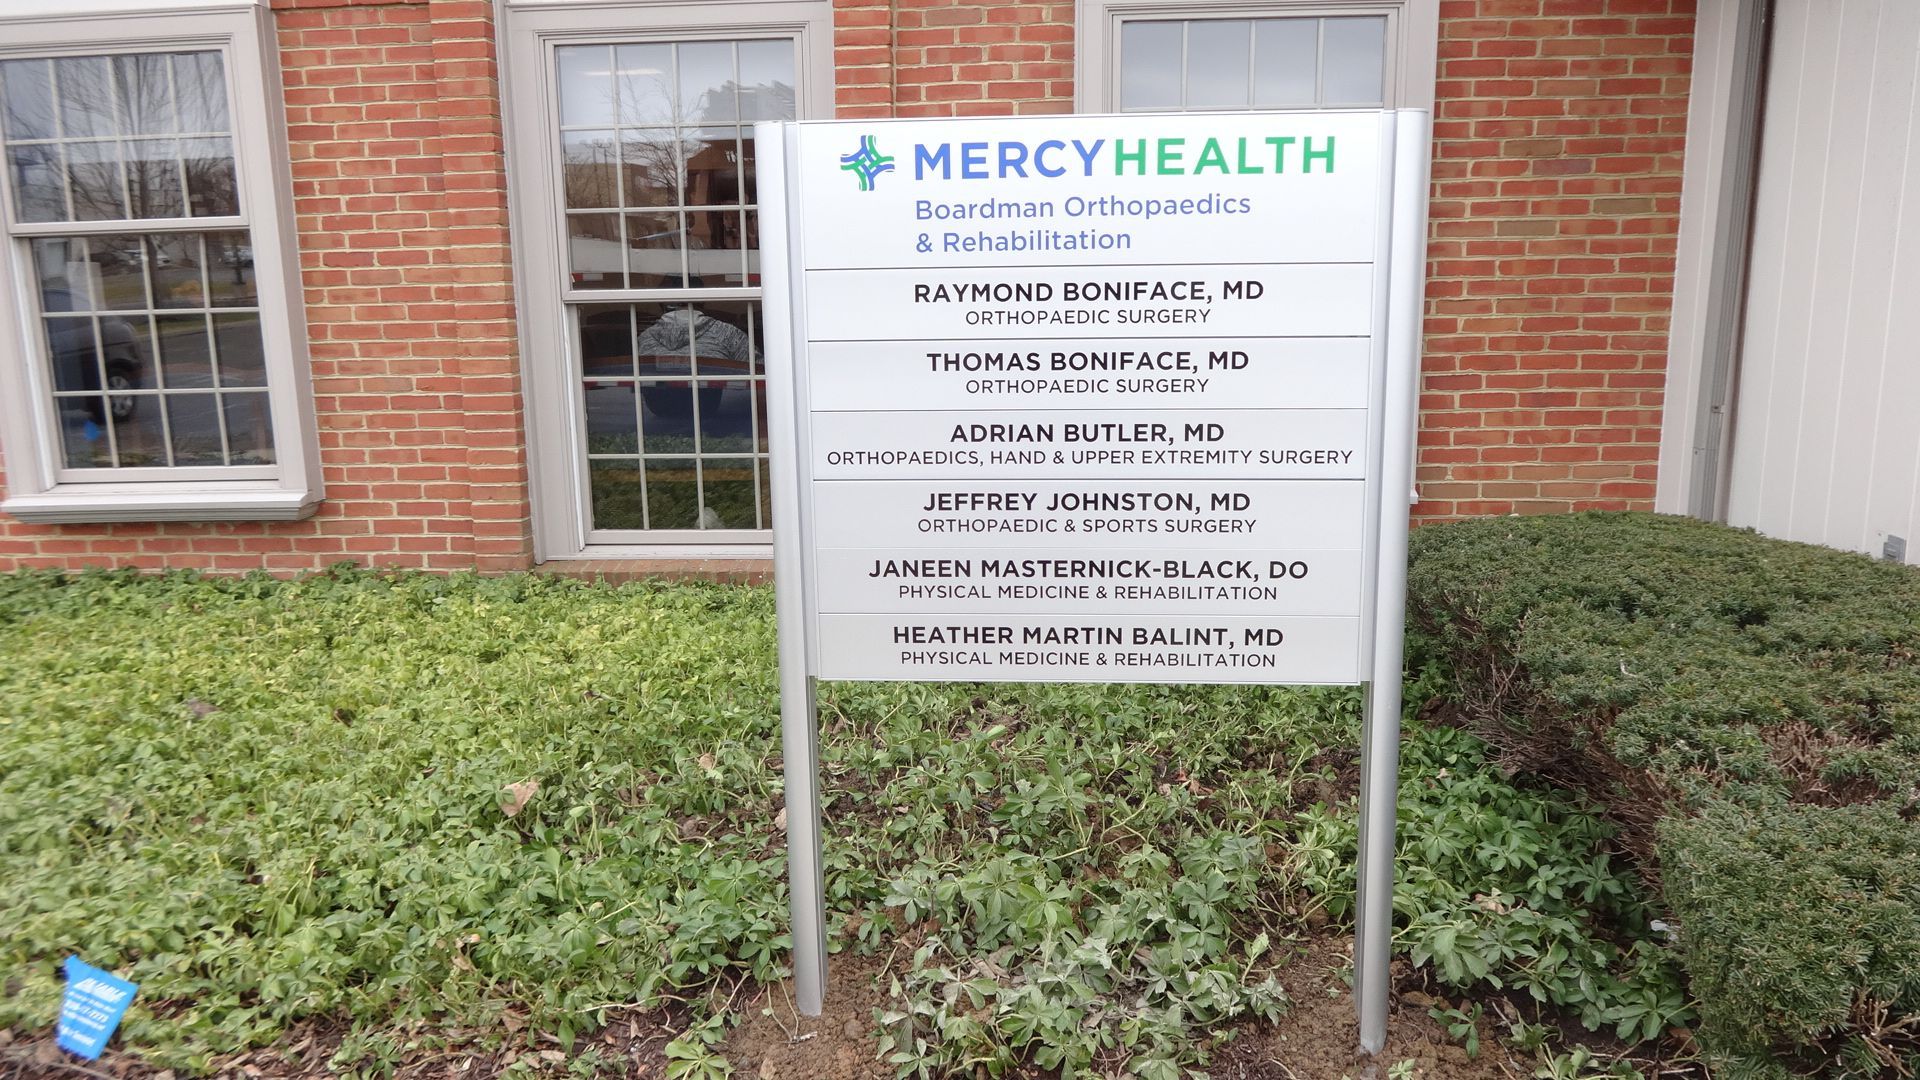 MERCYHEALTH
Boardman Orthopaedics
& Rehabilitation
RAYMOND BONIFACE, MD
ORTHOPAEDIC SURGERY
THOMAS BONIFACE, MD
ORTHOPAEDIC SURGERY
ADRIAN BUTLER, MD
ORTHOPAEDICS, HAND & UPPER EXTREMITY SURGERY
JEFFREY JOHNSTON, MD
ORTHOPAEDIC & SPORTS SURGERY
JANEEN MASTERNICK-BLACK, DO
PHYSICAL MEDICINE & REHABILITATION
HEATHER MARTIN BALINT, MD
PHYSICAL MEDICINE & REHABILITATION